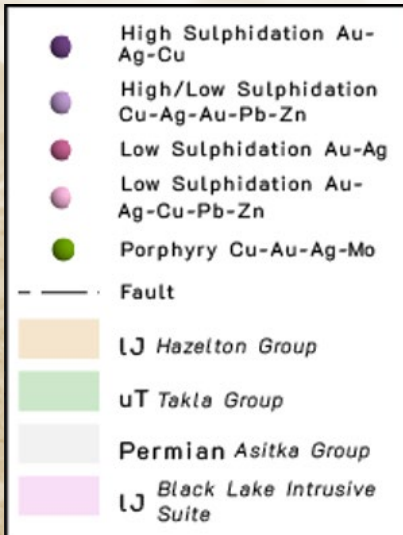 High Sulphidation Au-
Ag-Cu
High/Low Sulphidation
Cu-Ag-Au-Pb-Zn
Low Sulphidation Au-Ag
Low Sulphidation Au-
Ag-Cu-Pb-Zn
Porphyry Cu-Au-Ag-Mo
Fault
lJ Hazelton Group
uT Takla Group
Permian Asitka Group
lJ Black Lake Intrusive
Suite